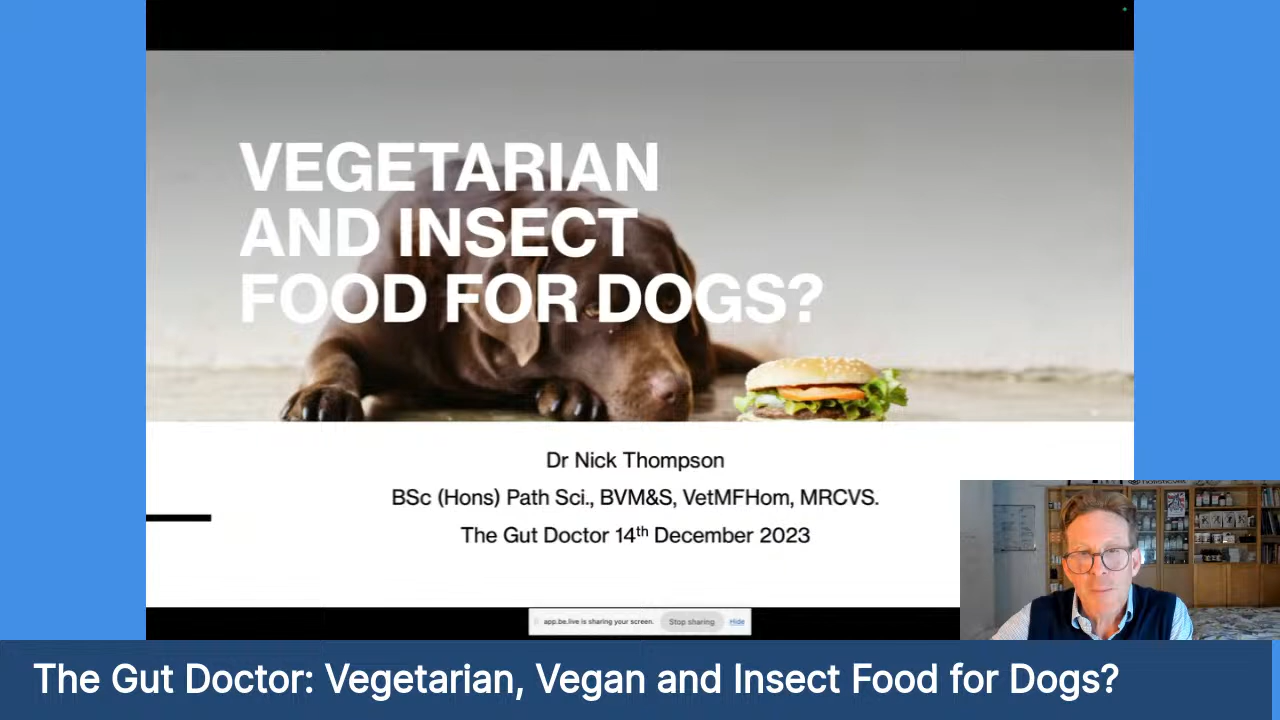 VEGETARIAN
AND INSECT
FOOD FOR DOGS?
Dr Nick Thompson
BSc (Hons) Path Sci., BVM&S, VetMFHom, MRCVS.
The Gut Doctor 14th December 2023
app.be.live is sharing your screen. Stop sharing Hide
The Gut Doctor: Vegetarian, Vegan and Insect Food for Dogs?